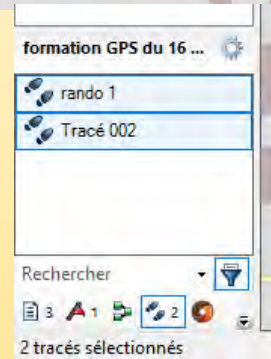 formation GPS du 16 ...
rando 1
Tracé 002
Rechercher
3 1 2
2 tracés sélectionnés